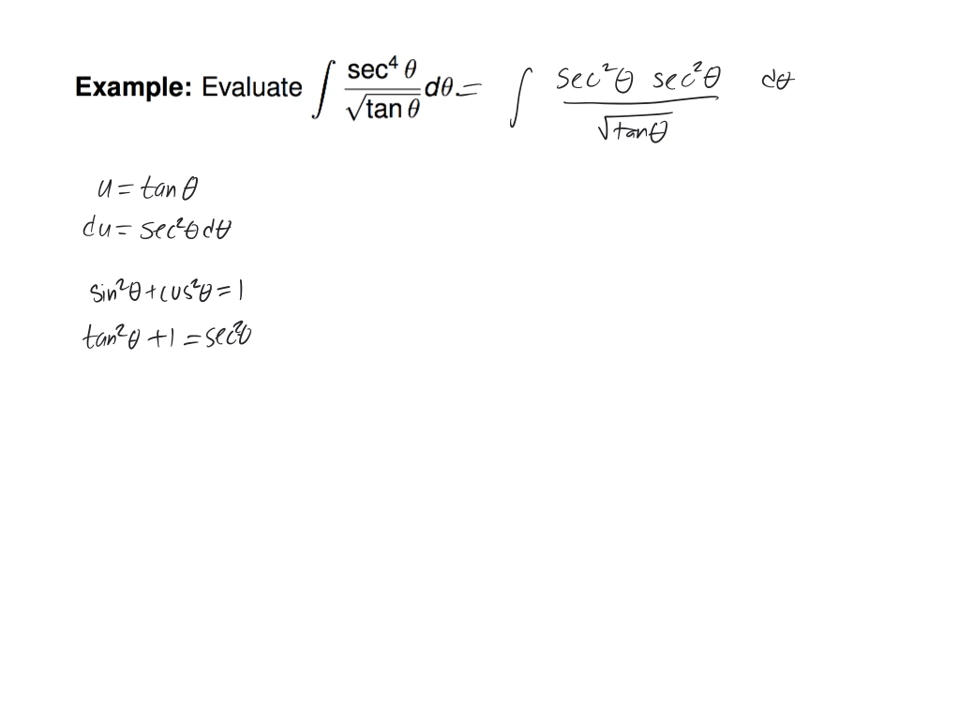 Example: Evaluate ∫ sec⁴ θ / √tan θ dθ = ∫ sec²θ sec²θ / √tanθ dθ
u = tan θ
du = sec²θ dθ
sin²θ + cos²θ = 1
tan²θ + 1 = sec²θ